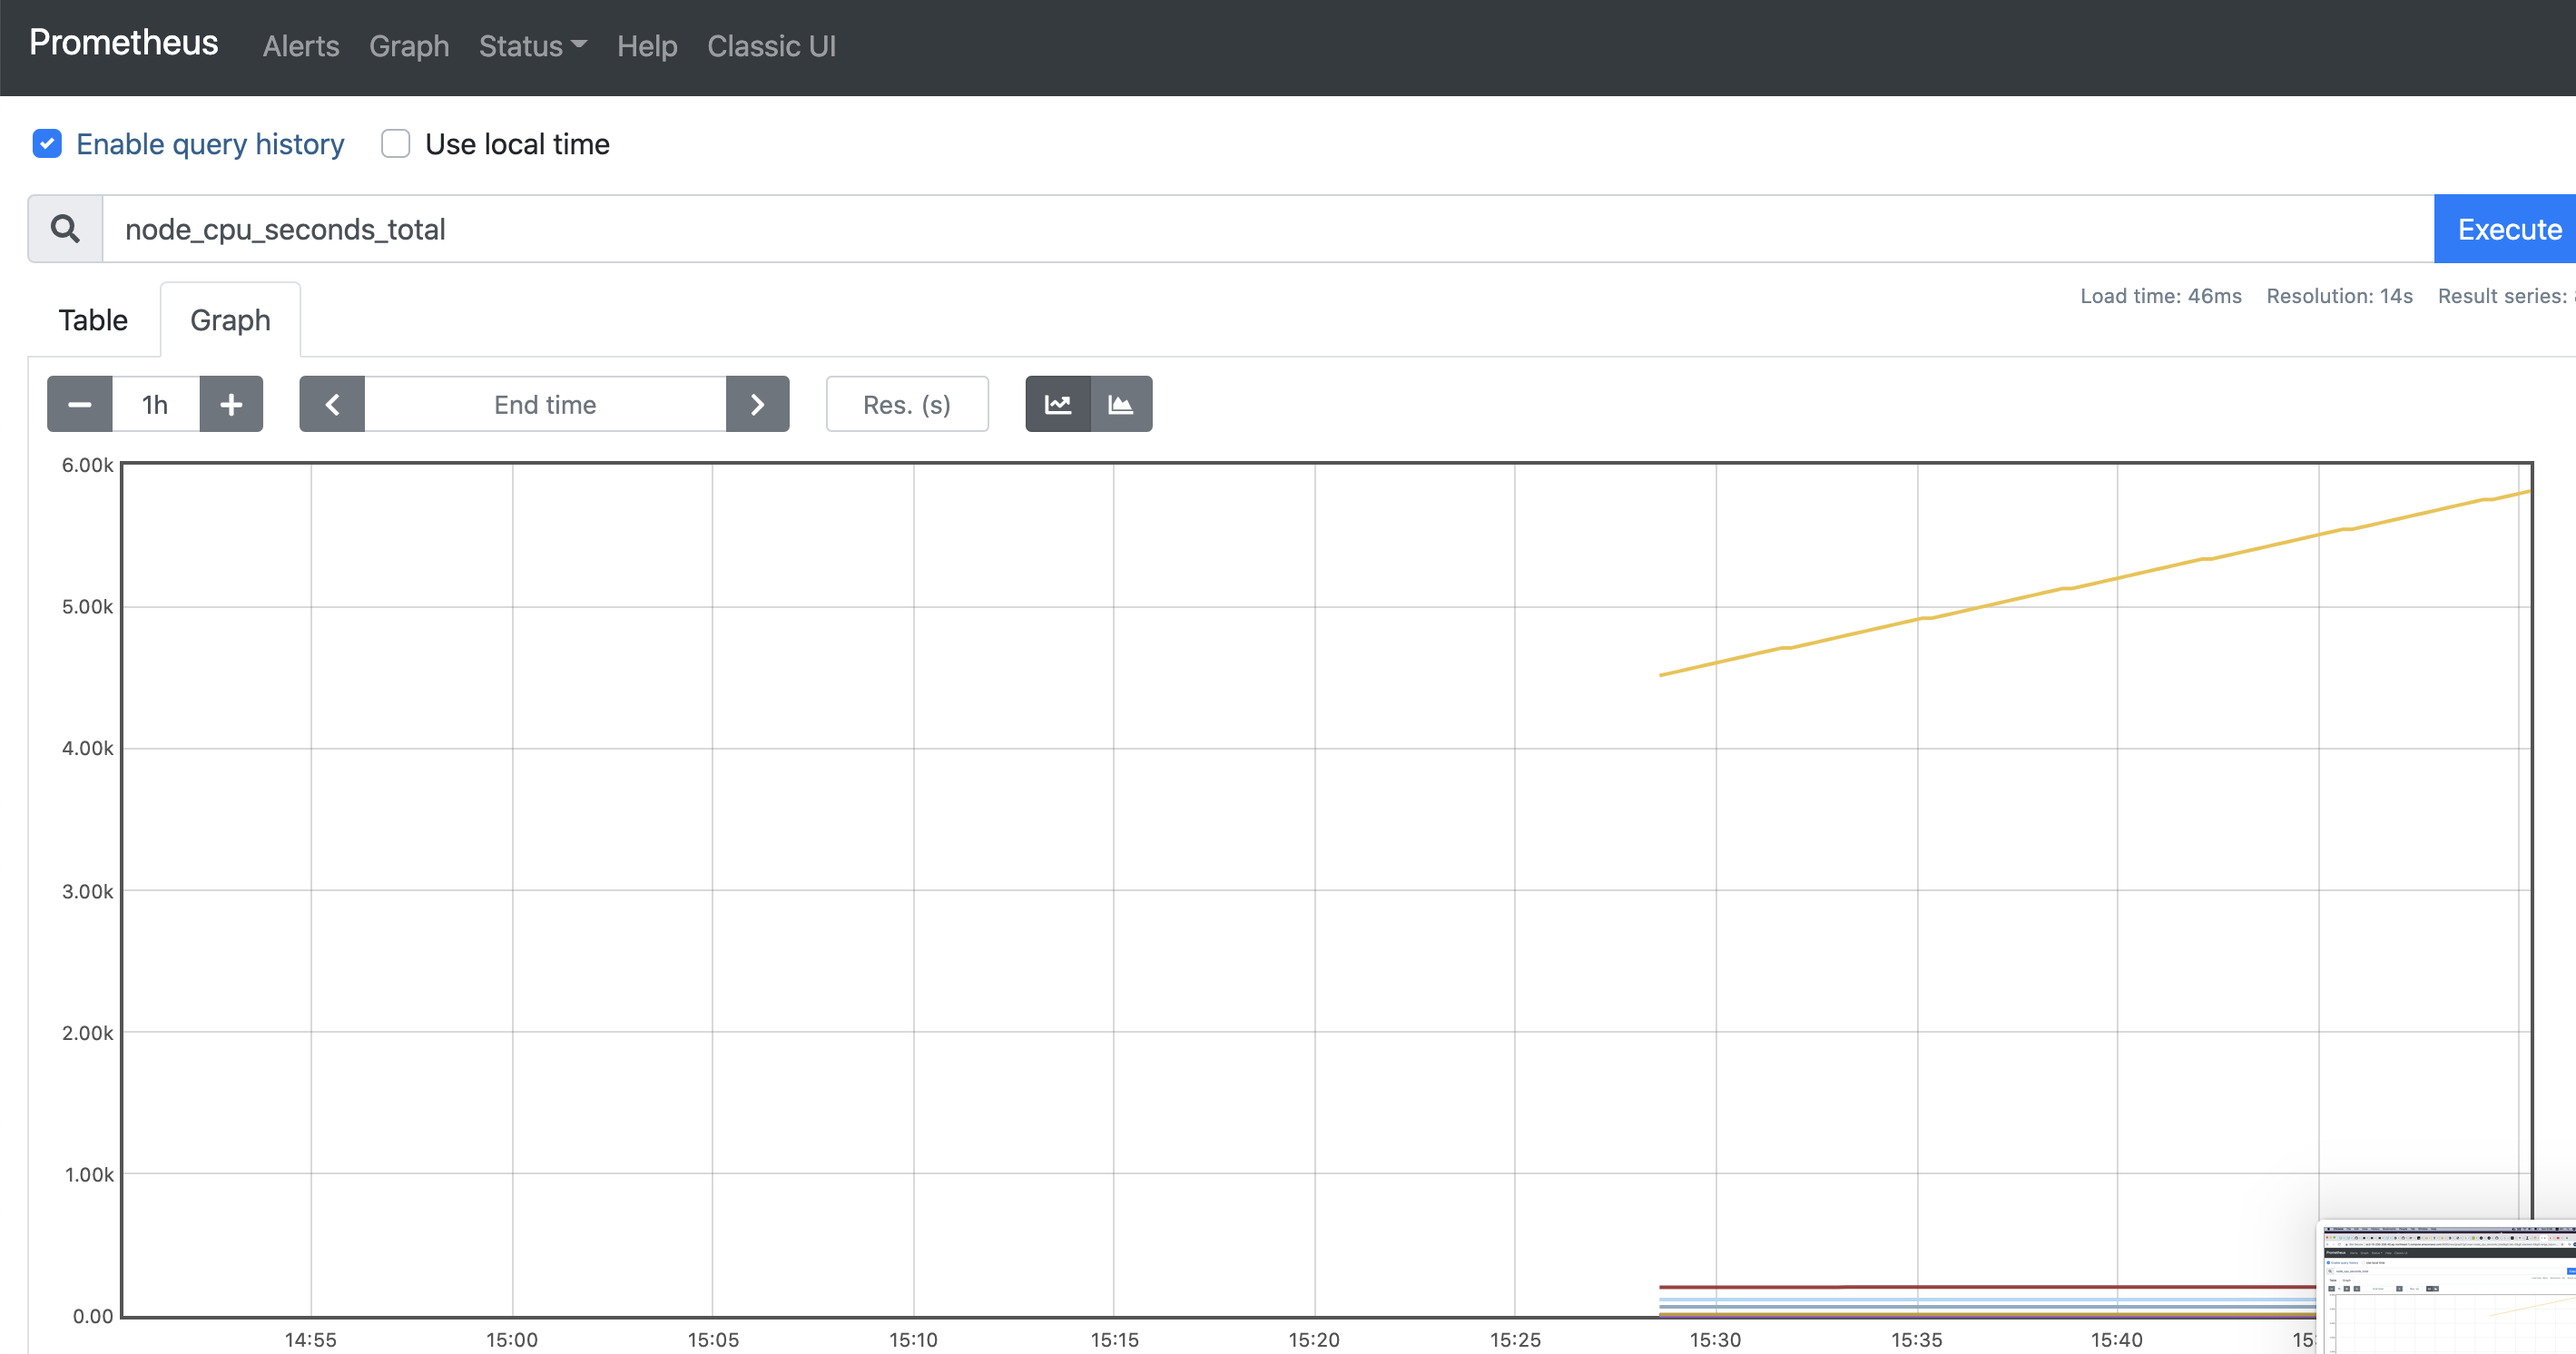 Prometheus Alerts Graph Status Help Classic UI
Enable query history Use local time
node_cpu_seconds_total Execute
Load time: 46ms Resolution: 14s Result series:
Table Graph
1h End time Res. (s)
6.00k
5.00k
4.00k
3.00k
2.00k
1.00k
0.00
14:55 15:00 15:05 15:10 15:15 15:20 15:25 15:30 15:35 15:40